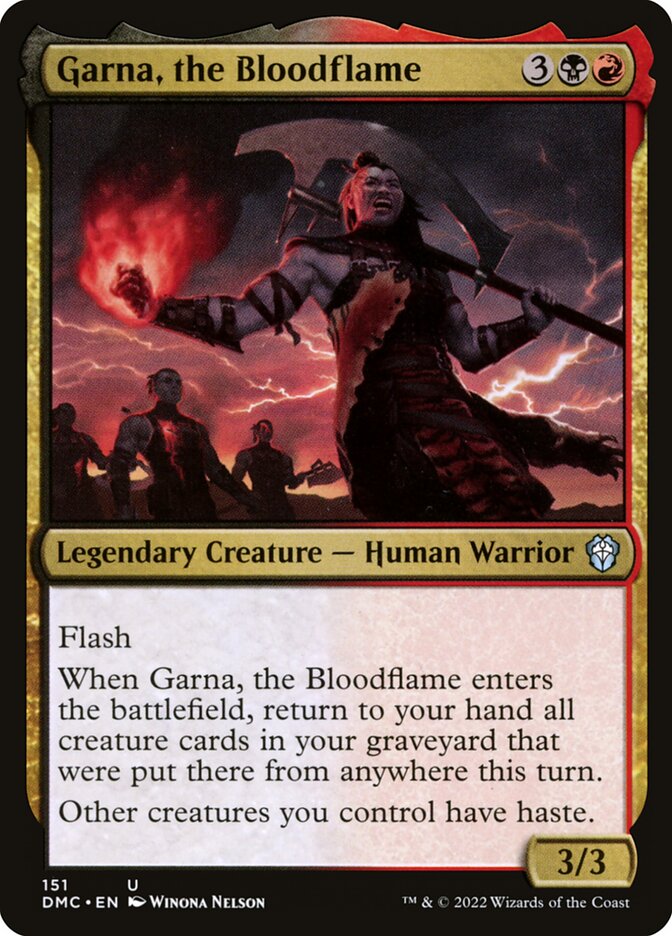 Garna, the Bloodflame 3
Legendary Creature — Human Warrior
Flash
When Garna, the Bloodflame enters
the battlefield, return to your hand all
creature cards in your graveyard that
were put there from anywhere this turn.
Other creatures you control have haste.
3/3
151 U
DMC • EN Winona Nelson ™ & © 2022 Wizards of the Coast